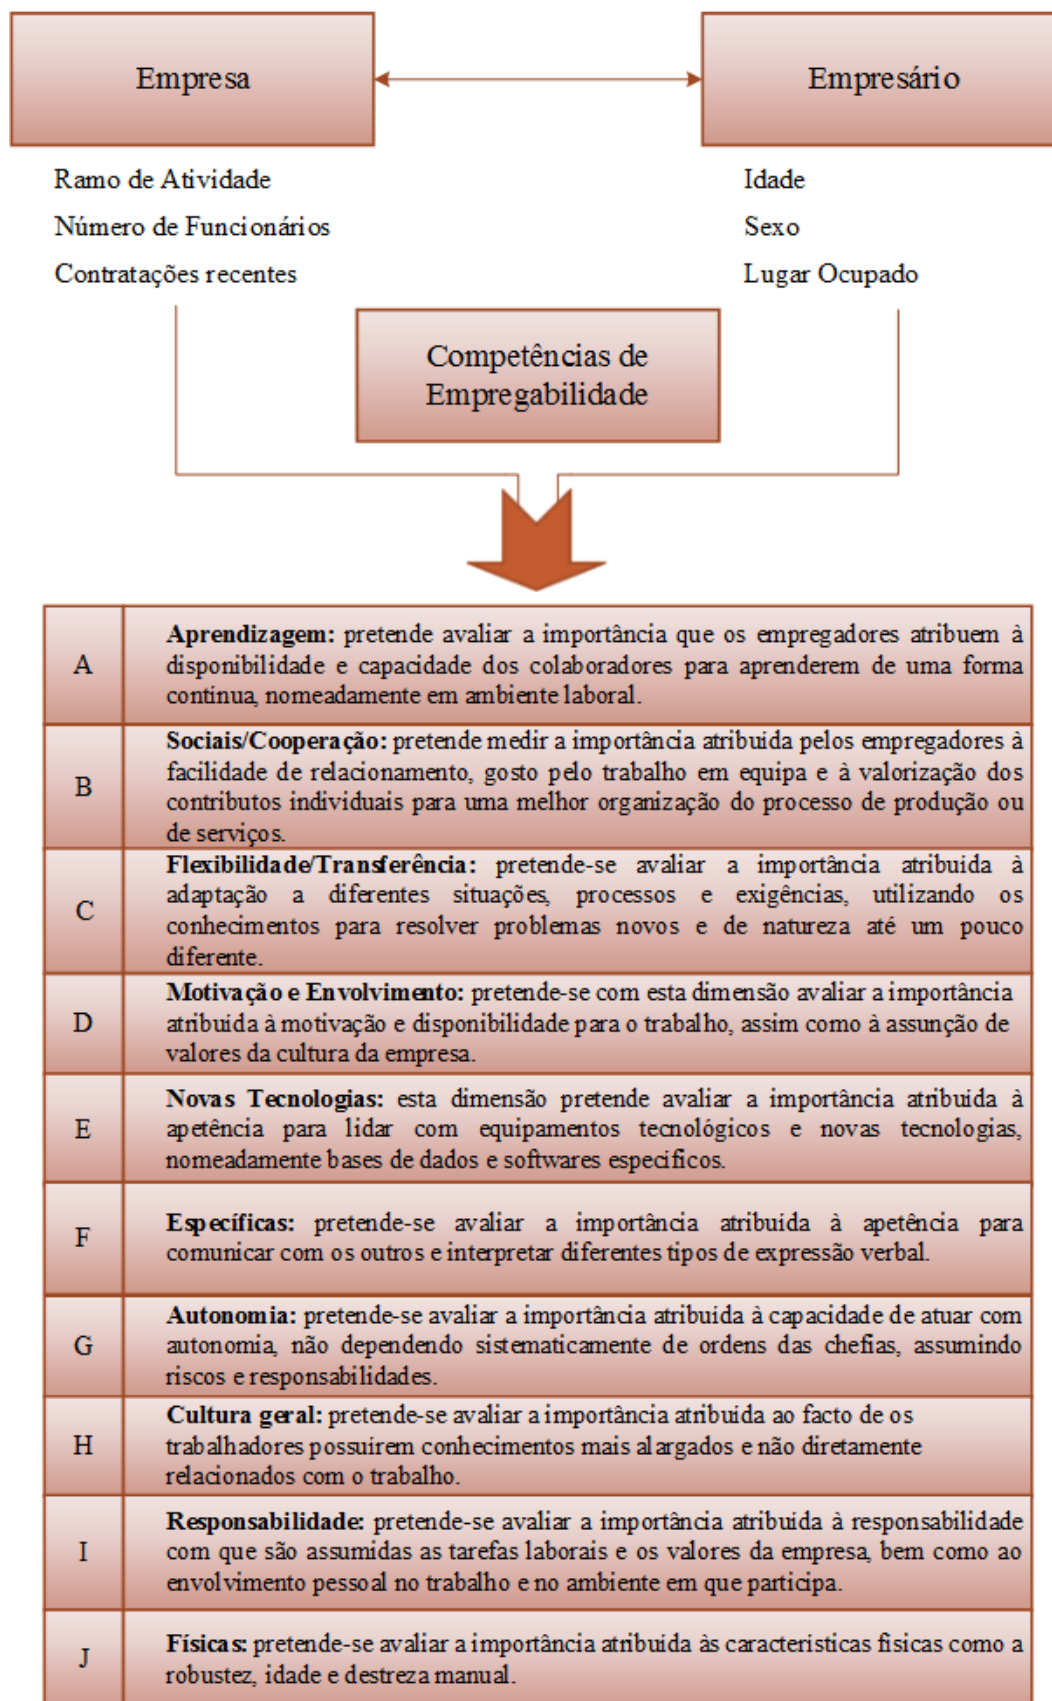 Empresa
Empresário
Ramo de Atividade
Número de Funcionários
Contratações recentes
Idade
Sexo
Lugar Ocupado
Competências de
Empregabilidade
A
Aprendizagem: pretende avaliar a importância que os empregadores atribuem à
disponibilidade e capacidade dos colaboradores para aprenderem de uma forma
contínua, nomeadamente em ambiente laboral.
B
Sociais/Cooperação: pretende medir a importância atribuída pelos empregadores à
facilidade de relacionamento, gosto pelo trabalho em equipa e à valorização dos
contributos individuais para uma melhor organização do processo de produção ou
de serviços.
C
Flexibilidade/Transferência: pretende-se avaliar a importância atribuída à
adaptação a diferentes situações, processos e exigências, utilizando os
conhecimentos para resolver problemas novos e de natureza até um pouco
diferente.
D
Motivação e Envolvimento: pretende-se com esta dimensão avaliar a importância
atribuída à motivação e disponibilidade para o trabalho, assim como à assunção de
valores da cultura da empresa.
E
Novas Tecnologias: esta dimensão pretende avaliar a importância atribuída à
apetência para lidar com equipamentos tecnológicos e novas tecnologias,
nomeadamente bases de dados e softwares específicos.
F
Específicas: pretende-se avaliar a importância atribuída à apetência para
comunicar com os outros e interpretar diferentes tipos de expressão verbal.
G
Autonomia: pretende-se avaliar a importância atribuída à capacidade de atuar com
autonomia, não dependendo sistematicamente de ordens das chefias, assumindo
riscos e responsabilidades.
H
Cultura geral: pretende-se avaliar a importância atribuída ao facto de os
trabalhadores possuirem conhecimentos mais alargados e não diretamente
relacionados com o trabalho.
I
Responsabilidade: pretende-se avaliar a importância atribuída à responsabilidade
com que são assumidas as tarefas laborais e os valores da empresa, bem como ao
envolvimento pessoal no trabalho e no ambiente em que participa.
J
Físicas: pretende-se avaliar a importância atribuída às características físicas como a
robustez, idade e destreza manual.